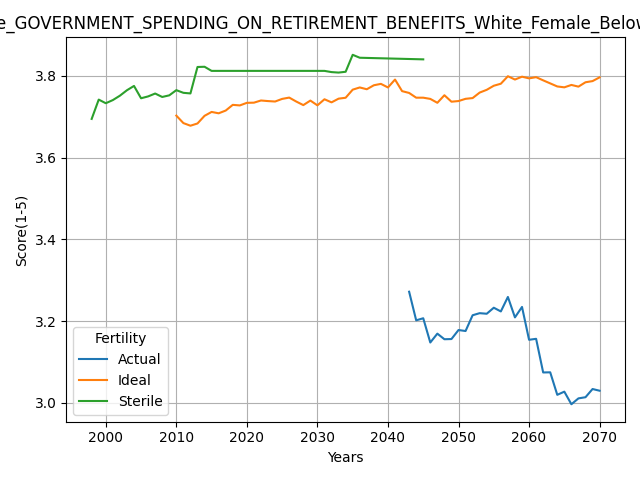 e_GOVERNMENT_SPENDING_ON_RETIREMENT_BENEFITS_White_Female_Below
Score(1-5)
3.8
3.6
3.4
3.2
3.0
Fertility
Actual
Ideal
Sterile
2000 2010 2020 2030 2040 2050 2060 2070
Years